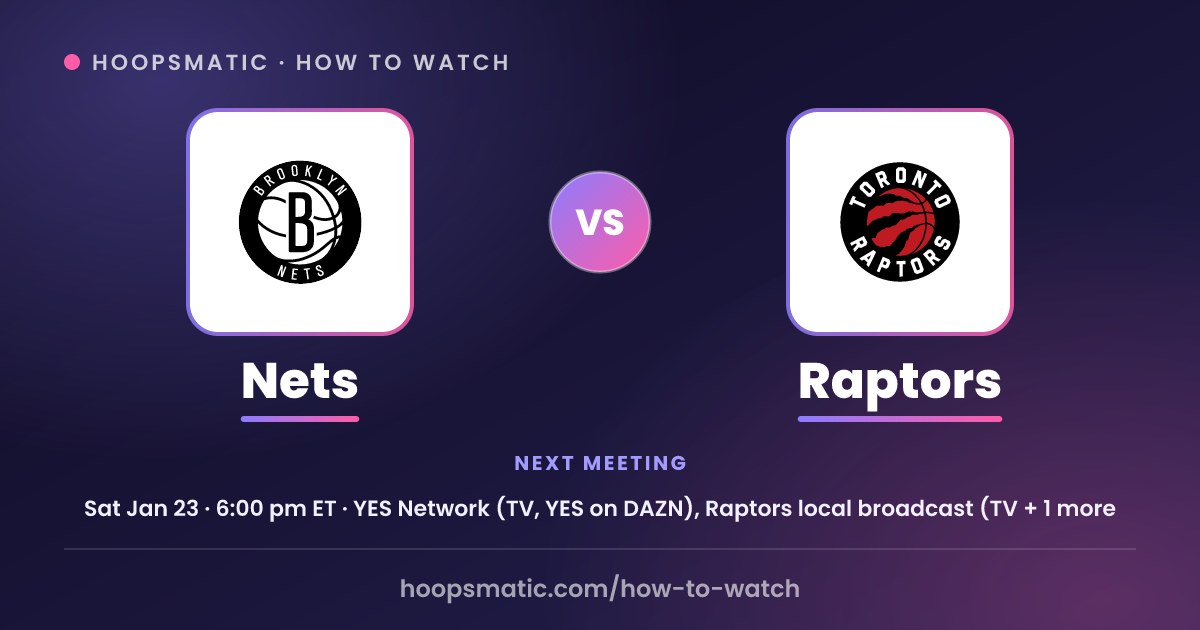 HOOPSMATIC · HOW TO WATCH
BROOKLYN
B
NETS
VS
TORONTO
RAPTORS
Nets
Raptors
NEXT MEETING
Sat Jan 23 · 6:00 pm ET · YES Network (TV, YES on DAZN), Raptors local broadcast (TV + 1 more
hoopsmatic.com/how-to-watch